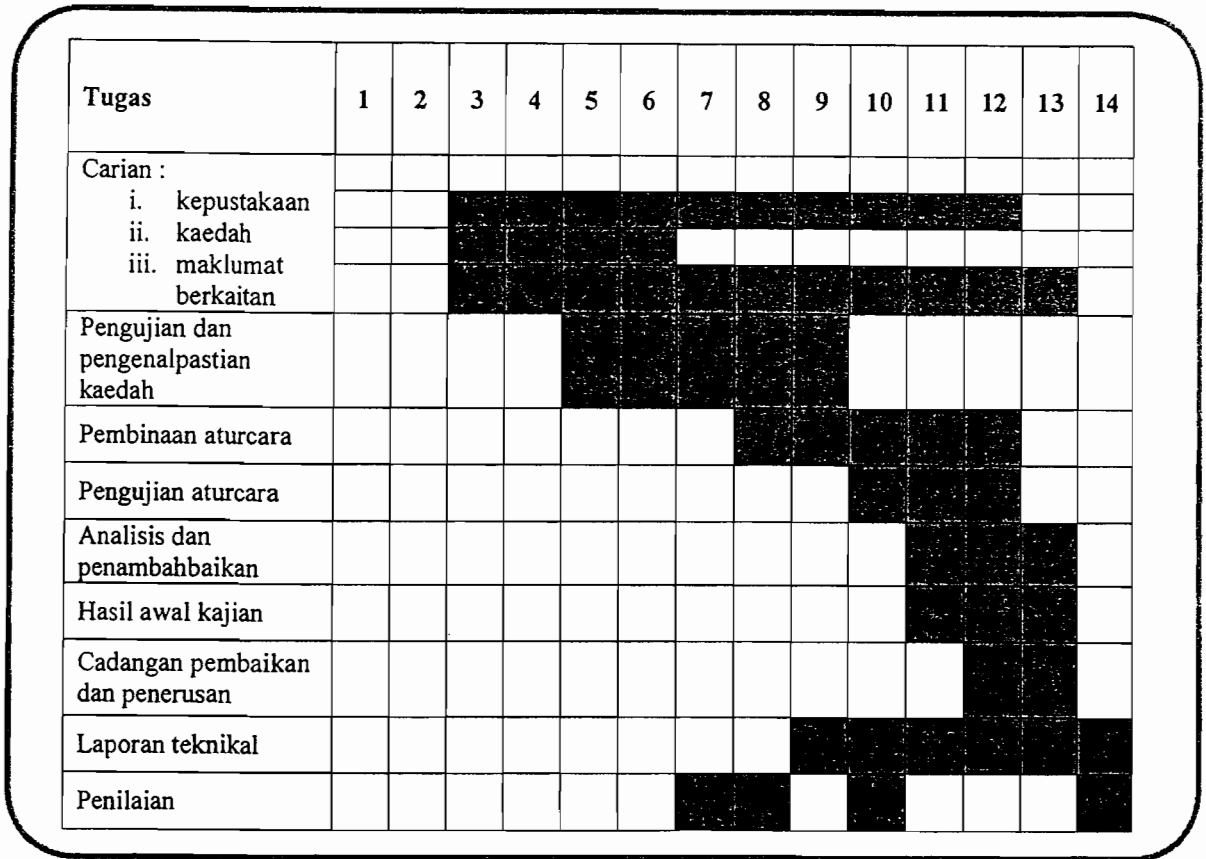 Tugas 1 2 3 4 5 6 7 8 9 10 11 12 13 14
Carian :
i. kepustakaan
ii. kaedah
iii. maklumat
berkaitan
Pengujian dan
pengenalpastian
kaedah
Pembinaan aturcara
Pengujian aturcara
Analisis dan
penambahbaikan
Hasil awal kajian
Cadangan pembaikan
dan penerusan
Laporan teknikal
Penilaian